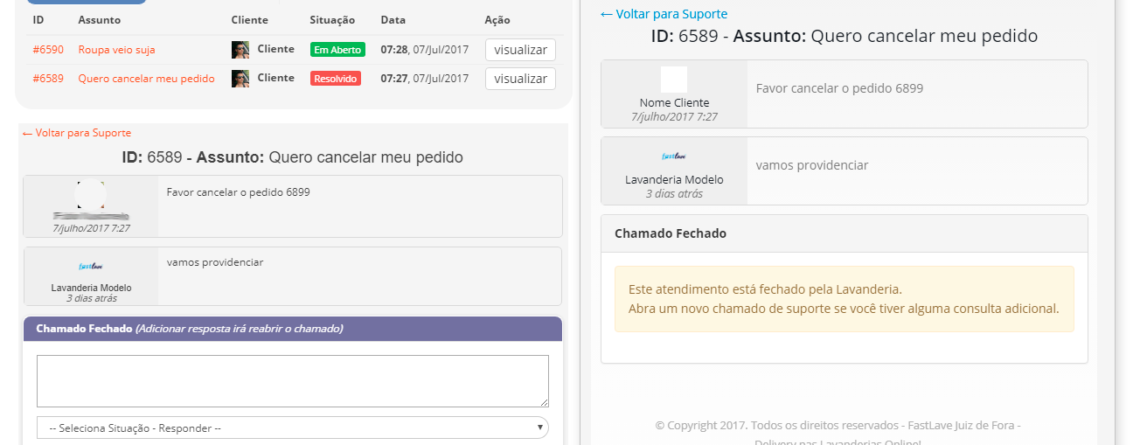 ID Assunto Cliente Situação Data Ação
#6590 Roupa veio suja Cliente Em Aberto 07:28, 07/Jul/2017 visualizar
#6589 Quero cancelar meu pedido Cliente Resolvido 07:27, 07/Jul/2017 visualizar
← Voltar para Suporte
ID: 6589 - Assunto: Quero cancelar meu pedido
Favor cancelar o pedido 6899
7/julho/2017 7:27
fastlave
vamos providenciar
Lavanderia Modelo
3 dias atrás
Chamado Fechado (Adicionar resposta irá reabrir o chamado)
-- Seleciona Situação - Responder --
← Voltar para Suporte
ID: 6589 - Assunto: Quero cancelar meu pedido
Favor cancelar o pedido 6899
Nome Cliente
7/julho/2017 7:27
fastlave
vamos providenciar
Lavanderia Modelo
3 dias atrás
Chamado Fechado
Este atendimento está fechado pela Lavanderia.
Abra um novo chamado de suporte se você tiver alguma consulta adicional.
© Copyright 2017. Todos os direitos reservados - FastLave Juiz de Fora -
Delivery nas Lavanderias Online!